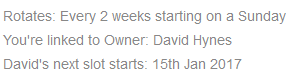 Rotates: Every 2 weeks starting on a Sunday
You're linked to Owner: David Hynes
David's next slot starts: 15th Jan 2017